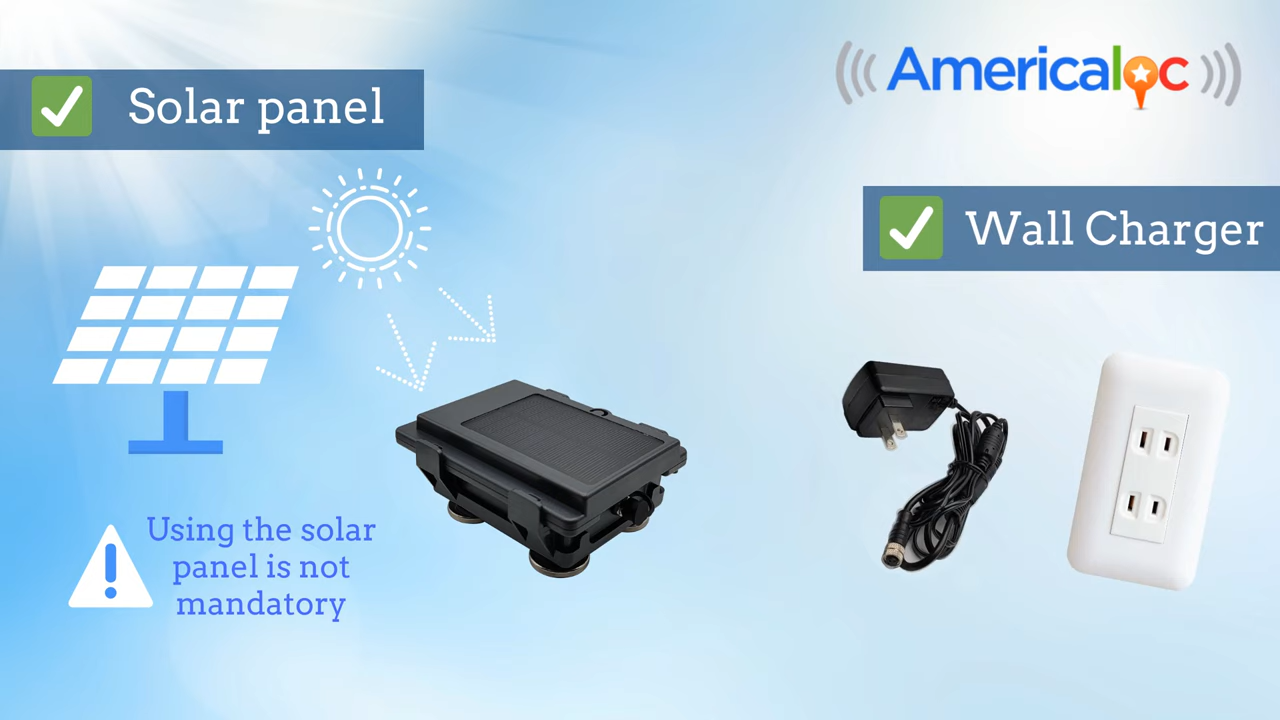 Solar panel
Americaloc
Wall Charger
Using the solar
panel is not
mandatory